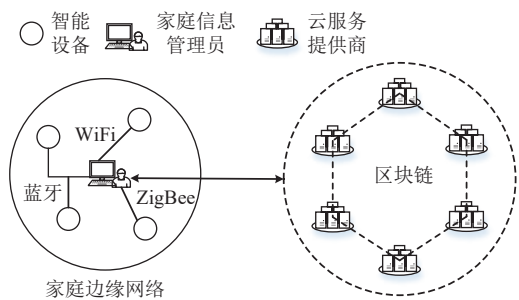 智能
设备
家庭信息
管理员
云服务
提供商
WiFi
蓝牙
ZigBee
区块链
家庭边缘网络